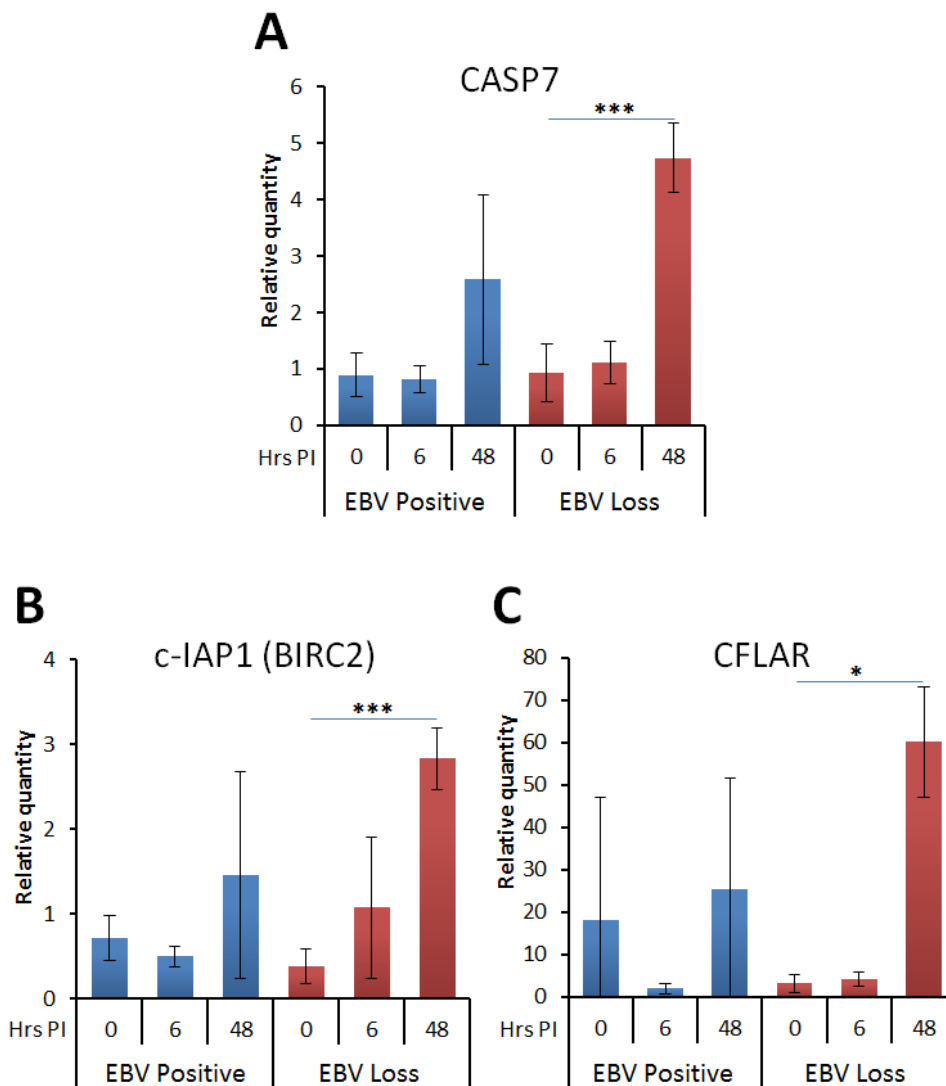 A
CASP7
Relative quantity
6
5
4
3
2
1
0
***
Hrs PI 0 6 48 0 6 48
EBV Positive EBV Loss
B
c-IAP1 (BIRC2)
Relative quantity
4
3
2
1
0
***
Hrs PI 0 6 48 0 6 48
EBV Positive EBV Loss
C
CFLAR
Relative quantity
80
70
60
50
40
30
20
10
0
*
Hrs PI 0 6 48 0 6 48
EBV Positive EBV Loss